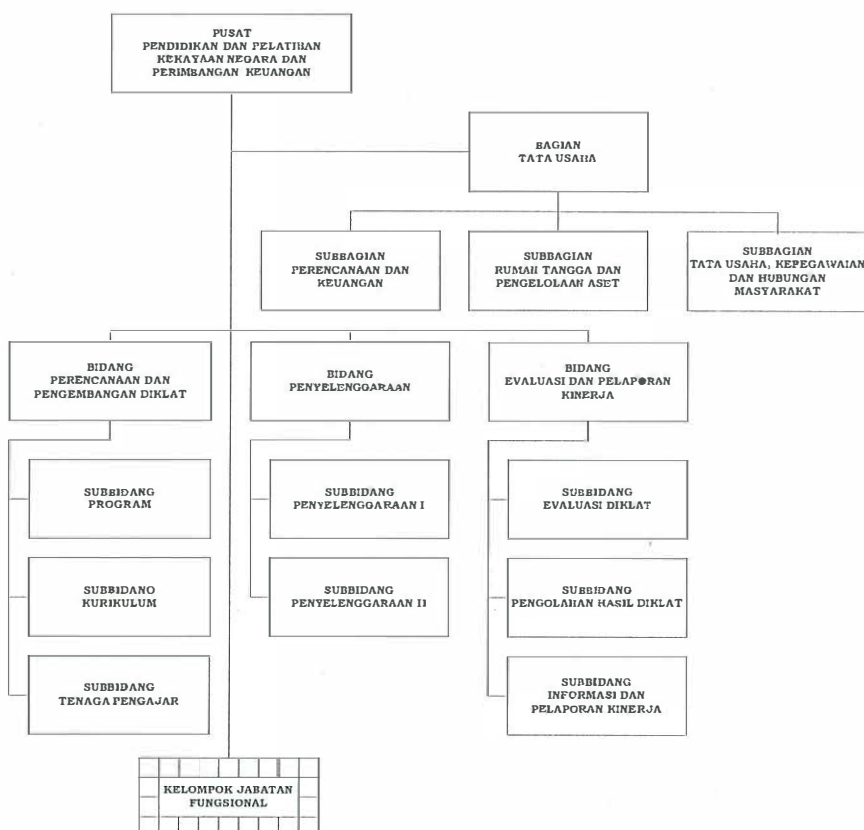 PUSAT
PENDIDIKAN DAN PELATIHAN
KEKAYAAN NEGARA DAN
PERIMBANGAN KEUANGAN
BAGIAN
TATA USAHA
SUBBAGIAN
PERENCANAAN DAN
KEUANGAN
SUBBAGIAN
RUMAH TANGGA DAN
PENGELOLAAN ASET
SUBBAGIAN
TATA USAHA, KEPEGAWAIAN
DAN HUBUNGAN
MASYARAKAT
BIDANG
PERENCANAAN DAN
PENGEMBANGAN DIKLAT
BIDANG
PENYELENGGARAAN
BIDANG
EVALUASI DAN PELAPORAN
KINERJA
SUBBIDANG
PROGRAM
SUBBIDANG
PENYELENGGARAAN I
SUBBIDANG
EVALUASI DIKLAT
SUBBIDANG
KURIKULUM
SUBBIDANG
PENYELENGGARAAN II
SUBBIDANG
PENGOLAHAN HASIL DIKLAT
SUBBIDANG
TENAGA PENGAJAR
SUBBIDANG
INFORMASI DAN
PELAPORAN KINERJA
KELOMPOK JABATAN
FUNGSIONAL